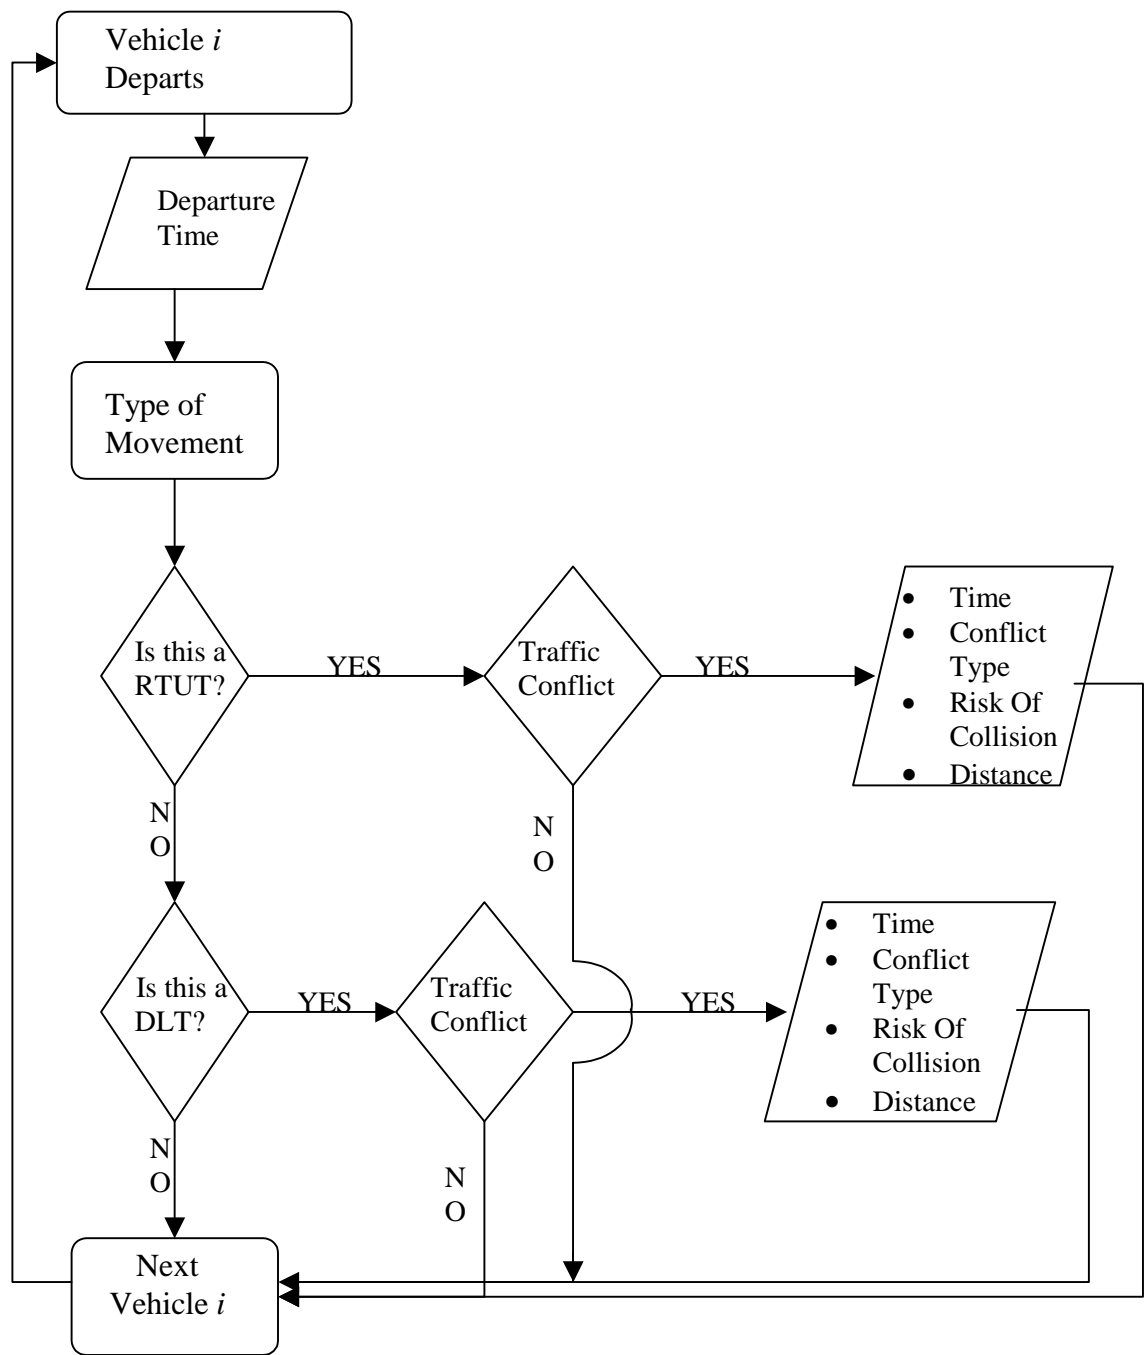 Vehicle i
Departs
Departure
Time
Type of
Movement
Is this a
RTUT?
YES
Traffic
Conflict
YES
• Time
• Conflict
Type
• Risk Of
Collision
• Distance
N
O
N
O
Is this a
DLT?
YES
Traffic
Conflict
YES
• Time
• Conflict
Type
• Risk Of
Collision
• Distance
N
O
N
O
Next
Vehicle i